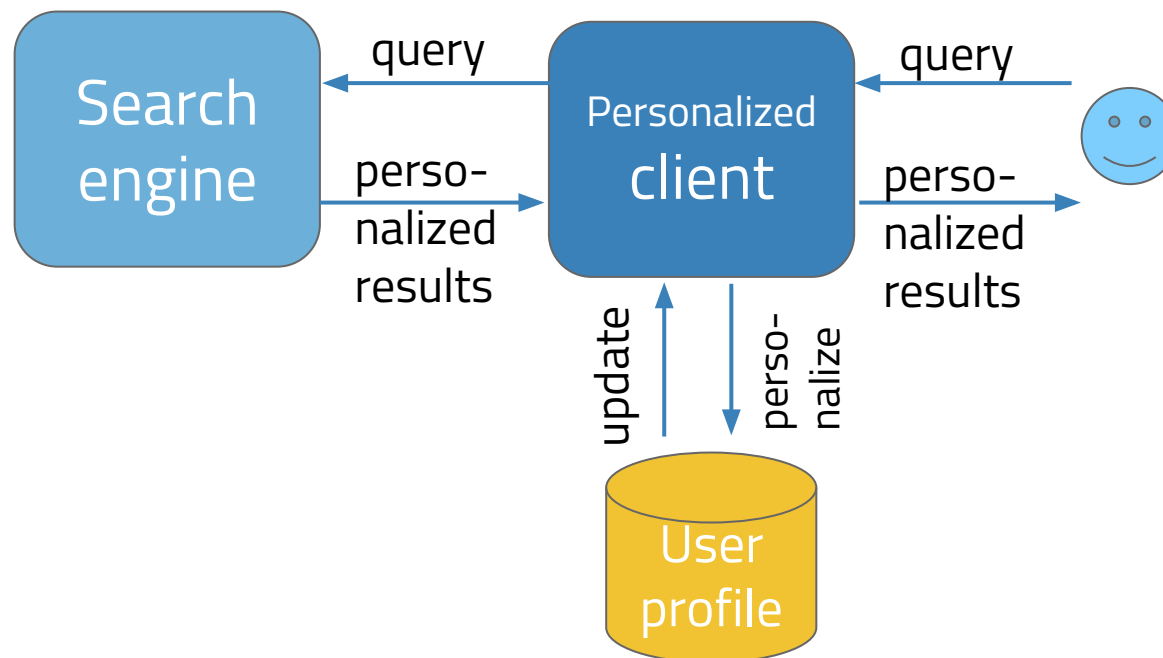 query
query
Search
engine
Personalized
client
perso-
nalized
results
perso-
nalized
results
update
perso-
nalize
User
profile